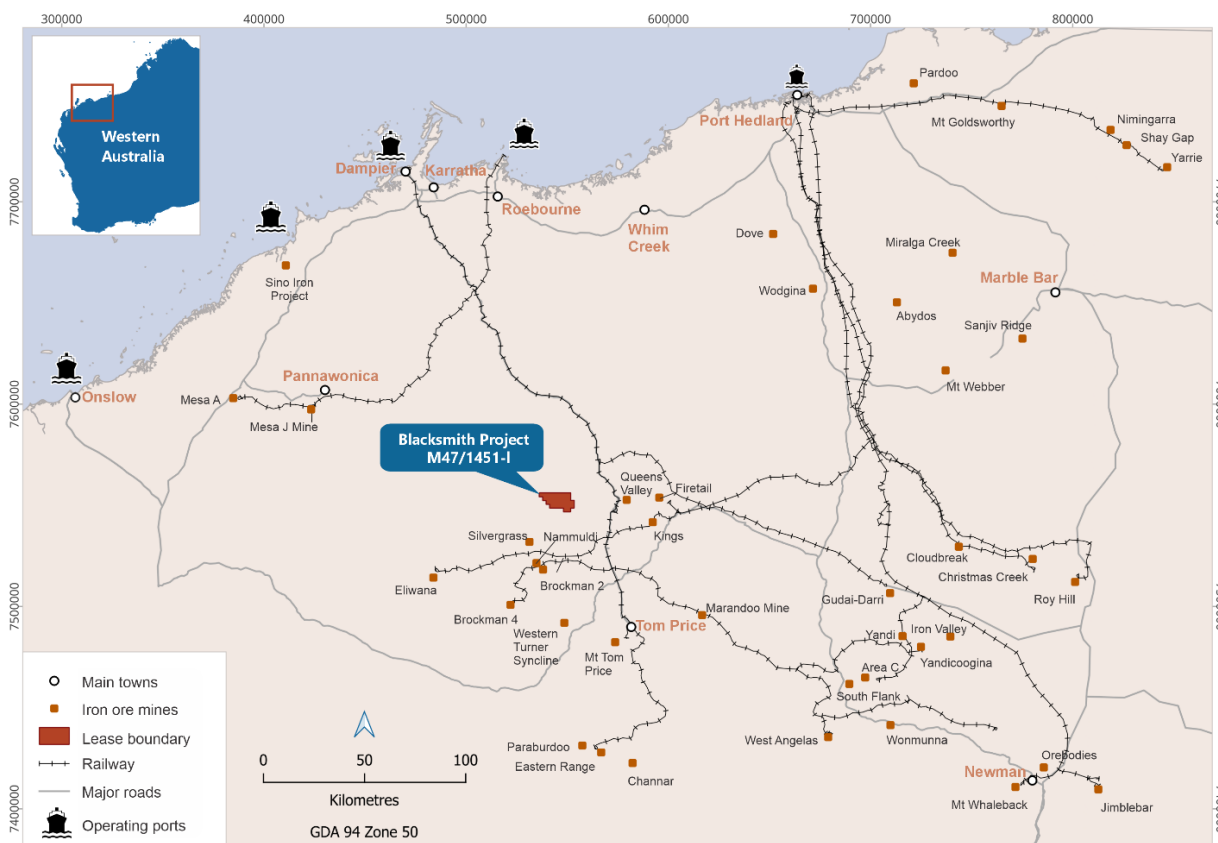 300000
400000
500000
600000
700000
800000
Western
Australia
Pardoo
Port Hedland
Mt Goldsworthy
Nimingarra
Shay Gap
Yarrie
Dampier
Karratha
Roebourne
7700000
Whim
Creek
Dove
Miralga Creek
Sino Iron
Project
Wodgina
Marble Bar
Abydos
Sanjiv Ridge
Mt Webber
Pannawonica
Onslow
Mesa A
7600000
Mesa J Mine
Blacksmith Project
M47/1451-I
Queens
Valley
Firetail
Silvergrass
Nammuldi
Kings
Cloudbreak
Christmas Creek
Eliwana
Brockman 2
Roy Hill
Gudai-Darri
7500000
Brockman 4
Marandoo Mine
Western
Turner
Syncline
Tom Price
Mt Tom
Price
Yandi
Iron Valley
Yandicoogina
Area C
South Flank
Main towns
Iron ore mines
Lease boundary
Railway
Major roads
Operating ports
Paraburdoo
Eastern Range
Channar
West Angelas
Wonmunna
Orebodies
Newman
Mt Whaleback
Jimblebar
7400000
0
50
100
Kilometres
GDA 94 Zone 50